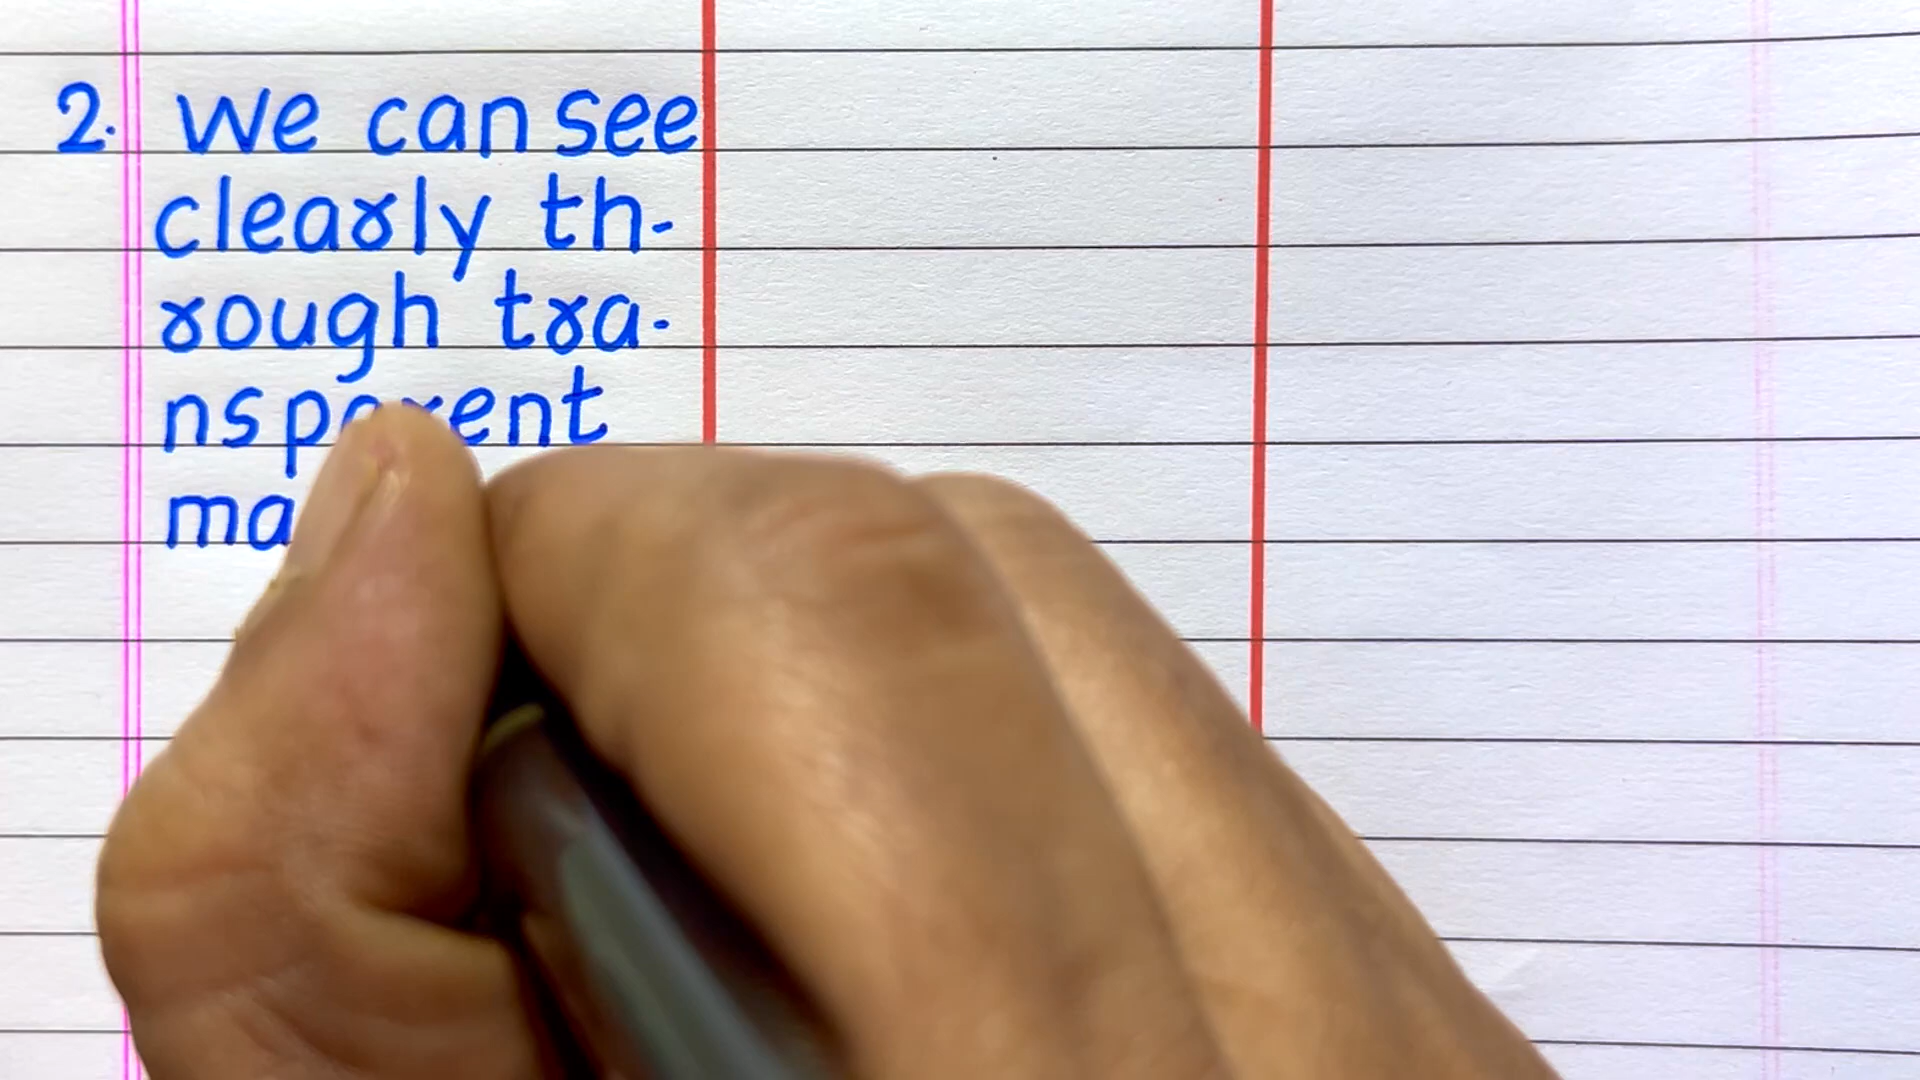 2. We can see
clearly th-
rough tra-
nsparent
ma